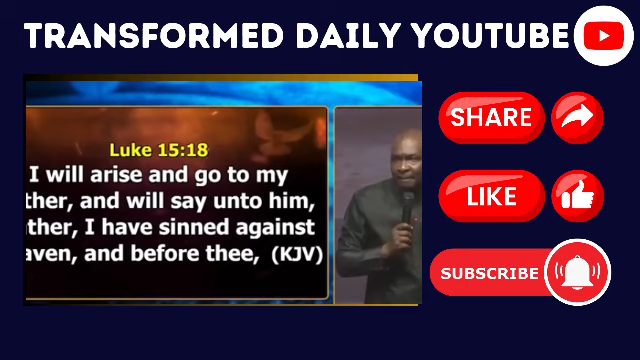 TRANSFORMED DAILY YOUTUBE
Luke 15:18
I will arise and go to my
ther, and will say unto him,
ther, I have sinned against
aven, and before thee, (KJV)
SHARE
LIKE
SUBSCRIBE